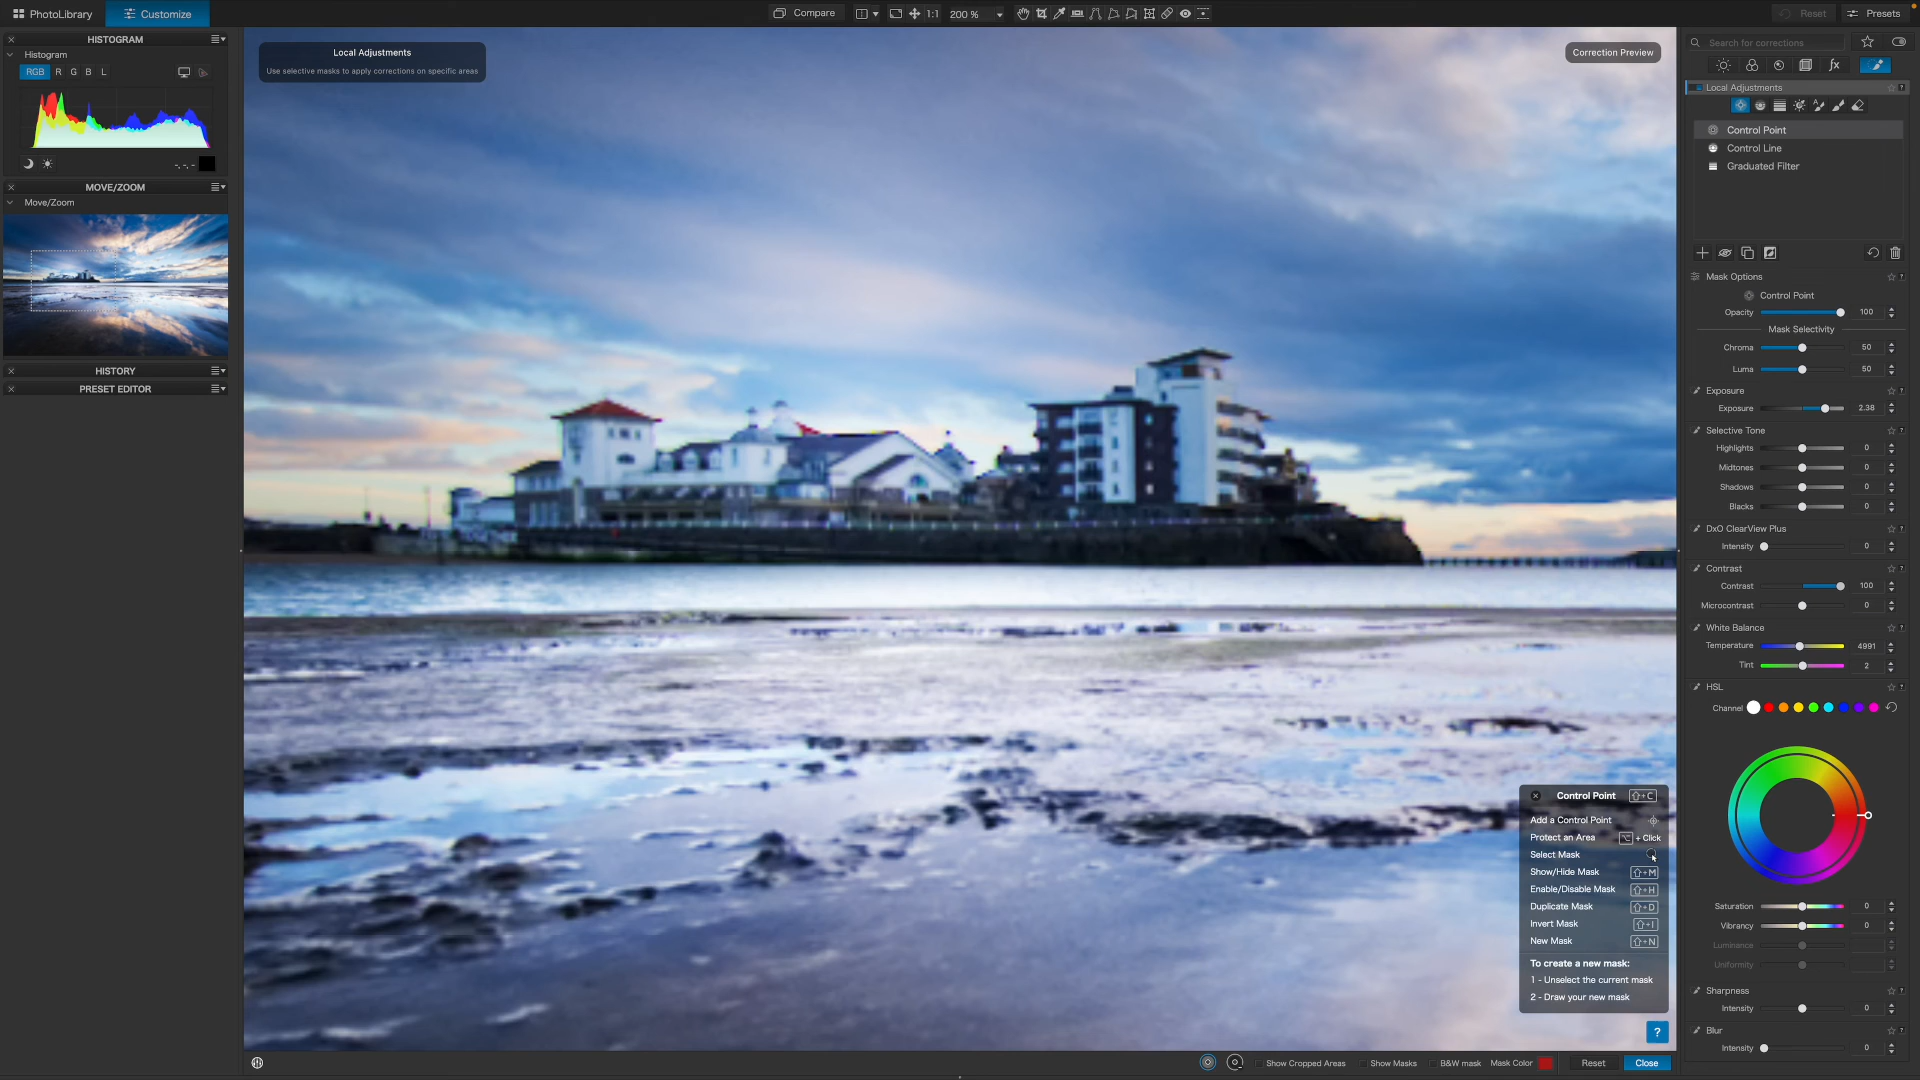 PhotoLibrary
Customize
Compare
1:1
200 %
Reset
Presets
HISTOGRAM
Histogram
RGB R G B L
MOVE/ZOOM
Move/Zoom
HISTORY
PRESET EDITOR
Local Adjustments
Use selective masks to apply corrections on specific areas
Correction Preview
Control Point ⇧+C
Add a Control Point
Protect an Area ⌥ + Click
Select Mask
Show/Hide Mask ⇧+M
Enable/Disable Mask ⇧+H
Duplicate Mask ⇧+D
Invert Mask ⇧+I
New Mask ⇧+N
To create a new mask:
1 - Unselect the current mask
2 - Draw your new mask
?
Show Cropped Areas
Show Masks
B&W mask
Mask Color
Reset
Close
Search for corrections
fx
Local Adjustments ?
Control Point
Control Line
Graduated Filter
Mask Options ?
Control Point
Opacity 100
Mask Selectivity
Chroma 50
Luma 50
Exposure ?
Exposure 2.38
Selective Tone ?
Highlights 0
Midtones 0
Shadows 0
Blacks 0
DxO ClearView Plus ?
Intensity 0
Contrast ?
Contrast 100
Microcontrast 0
White Balance ?
Temperature 4991
Tint 2
HSL ?
Channel
Saturation 0
Vibrancy 0
Luminance
Uniformity
Sharpness ?
Intensity 0
Blur ?
Intensity 0